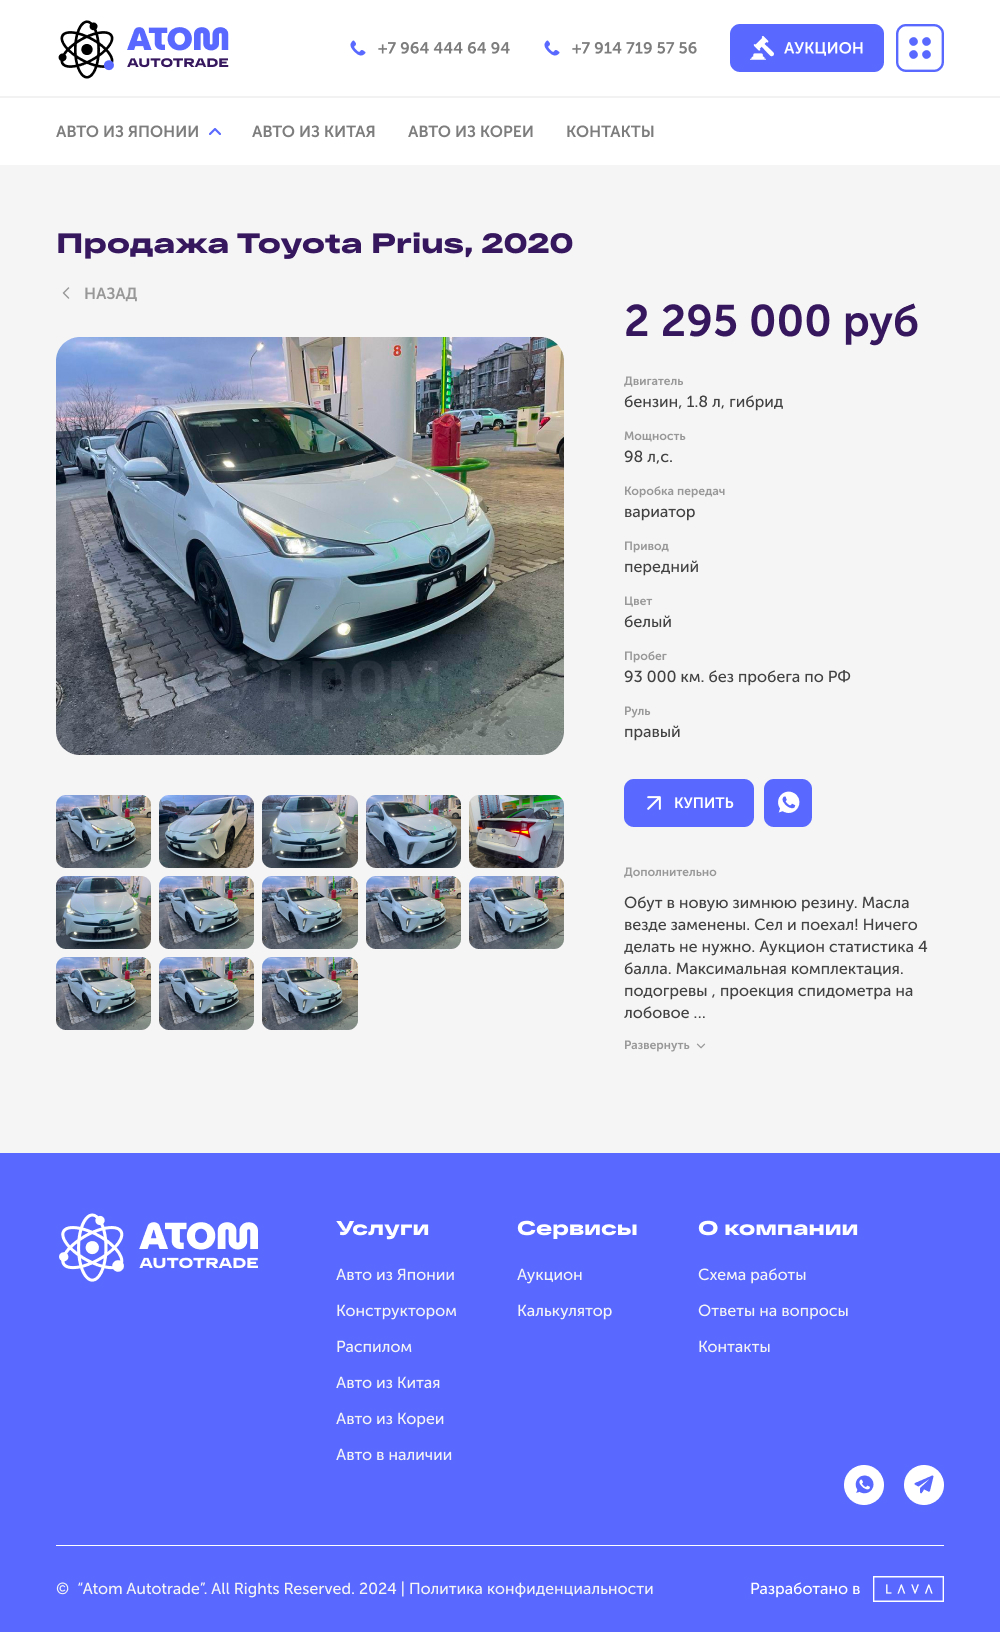 ATOM
AUTOTRADE
+7 964 444 64 94
+7 914 719 57 56
АУКЦИОН
АВТО ИЗ ЯПОНИИ
АВТО ИЗ КИТАЯ
АВТО ИЗ КОРЕИ
КОНТАКТЫ
Продажа Toyota Prius, 2020
НАЗАД
8
дром
2 295 000 руб
Двигатель
бензин, 1.8 л, гибрид
Мощность
98 л,с.
Коробка передач
вариатор
Привод
передний
Цвет
белый
Пробег
93 000 км. без пробега по РФ
Руль
правый
КУПИТЬ
Дополнительно
Обут в новую зимнюю резину. Масла
везде заменены. Сел и поехал! Ничего
делать не нужно. Аукцион статистика 4
балла. Максимальная комплектация.
подогревы , проекция спидометра на
лобовое ...
Развернуть
ATOM
AUTOTRADE
Услуги
Авто из Японии
Конструктором
Распилом
Авто из Китая
Авто из Кореи
Авто в наличии
Сервисы
Аукцион
Калькулятор
О компании
Схема работы
Ответы на вопросы
Контакты
© “Atom Autotrade”. All Rights Reserved. 2024 | Политика конфиденциальности
Разработано в
LAVA